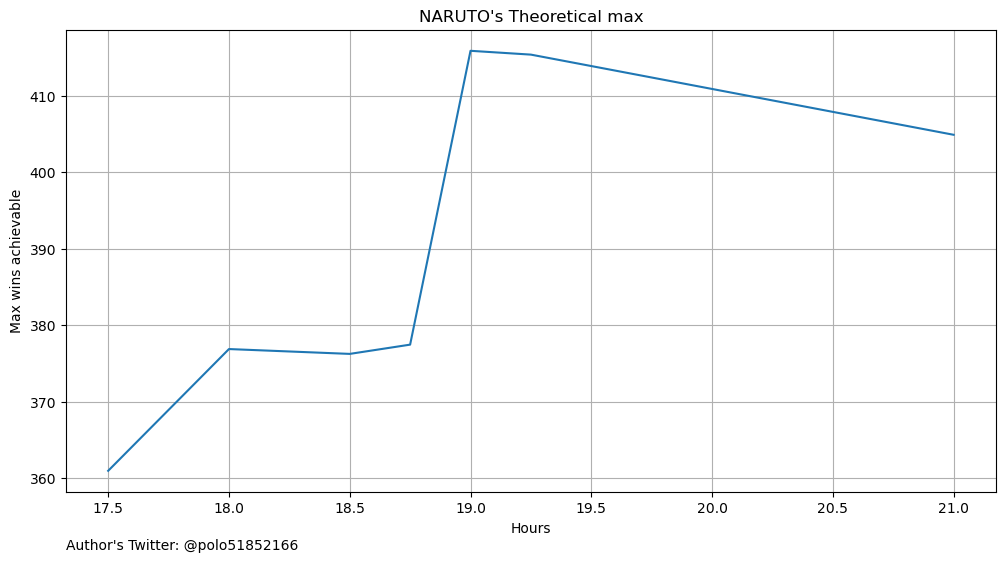 NARUTO's Theoretical max
Max wins achievable
410
400
390
380
370
360
17.5 18.0 18.5 19.0 19.5 20.0 20.5 21.0
Hours
Author's Twitter: @polo51852166